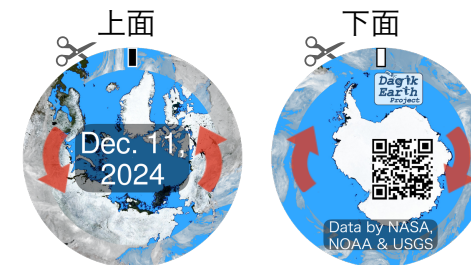 上面
下面
Dec. 11
2024
Dagik
Earth
Project
Data by NASA,
NOAA & USGS